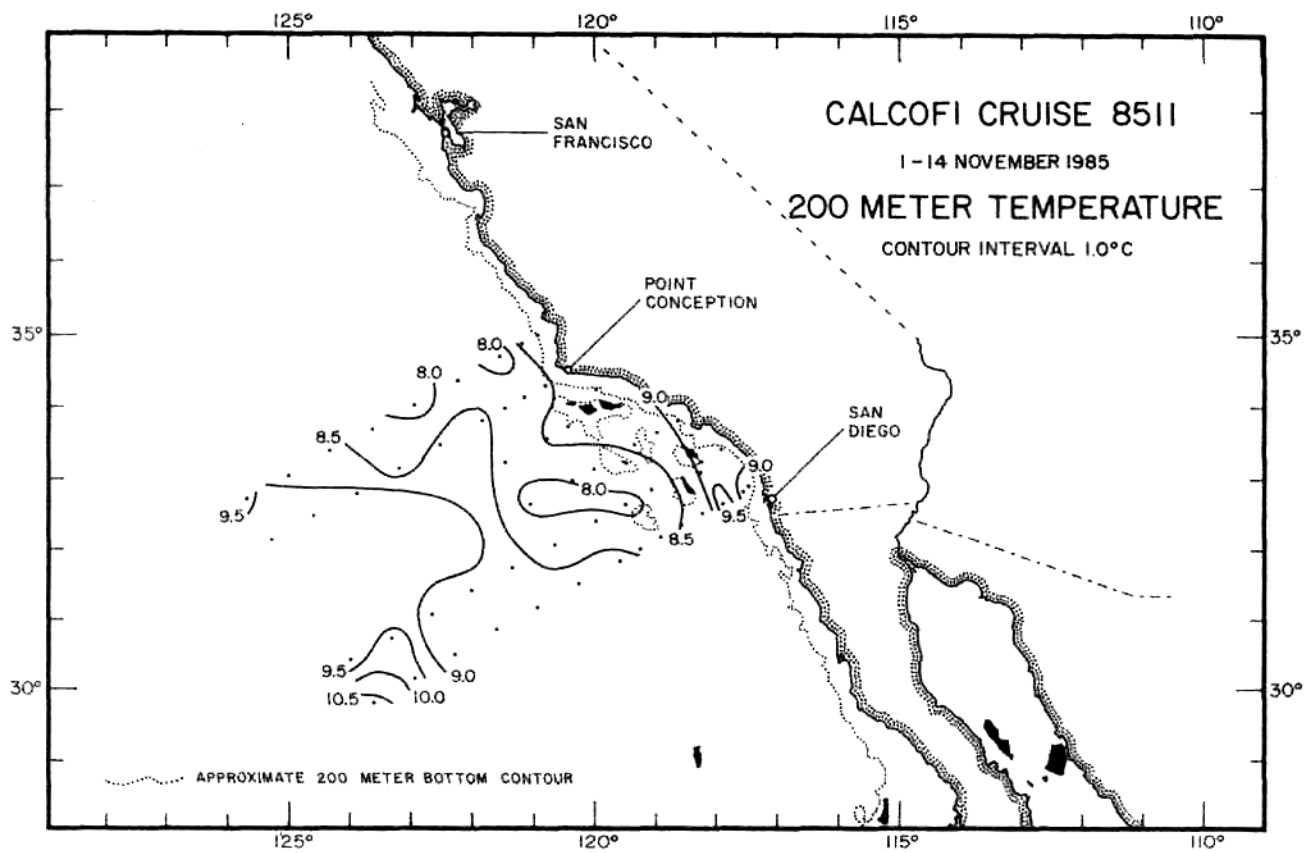 125°
120°
115°
110°
CALCOFI CRUISE 8511
1-14 NOVEMBER 1985
200 METER TEMPERATURE
CONTOUR INTERVAL 1.0°C
SAN
FRANCISCO
POINT
CONCEPTION
SAN
DIEGO
35°
35°
8.0
8.0
9.0
8.5
9.0
8.0
9.5
9.5
8.5
30°
30°
9.5
9.0
10.5
10.0
APPROXIMATE 200 METER BOTTOM CONTOUR
125°
120°
115°
110°